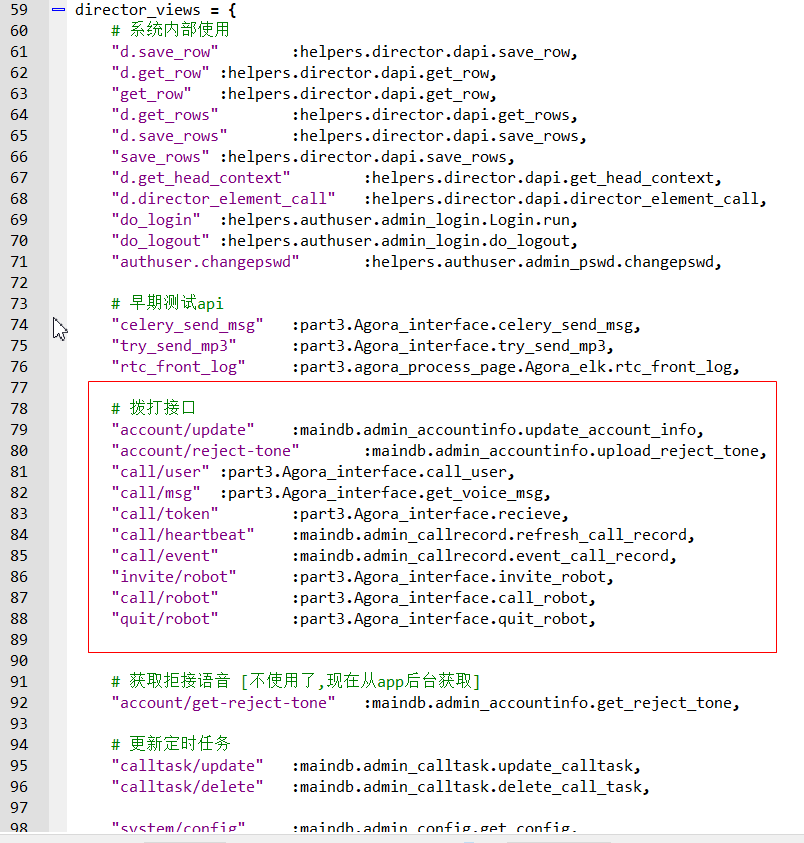 59 director_views = {
60 # 系统内部使用
61 "d.save_row" :helpers.director.dapi.save_row,
62 "d.get_row" :helpers.director.dapi.get_row,
63 "get_row" :helpers.director.dapi.get_row,
64 "d.get_rows" :helpers.director.dapi.get_rows,
65 "d.save_rows" :helpers.director.dapi.save_rows,
66 "save_rows" :helpers.director.dapi.save_rows,
67 "d.get_head_context" :helpers.director.dapi.get_head_context,
68 "d.director_element_call" :helpers.director.dapi.director_element_call,
69 "do_login" :helpers.authuser.admin_login.Login.run,
70 "do_logout" :helpers.authuser.admin_login.do_logout,
71 "authuser.changepswd" :helpers.authuser.admin_pswd.changepswd,
72
73 # 早期测试api
74 "celery_send_msg" :part3.Agora_interface.celery_send_msg,
75 "try_send_mp3" :part3.Agora_interface.try_send_mp3,
76 "rtc_front_log" :part3.agora_process_page.Agora_elk.rtc_front_log,
77
78 # 拨打接口
79 "account/update" :maindb.admin_accountinfo.update_account_info,
80 "account/reject-tone" :maindb.admin_accountinfo.upload_reject_tone,
81 "call/user" :part3.Agora_interface.call_user,
82 "call/msg" :part3.Agora_interface.get_voice_msg,
83 "call/token" :part3.Agora_interface.recieve,
84 "call/heartbeat" :maindb.admin_callrecord.refresh_call_record,
85 "call/event" :maindb.admin_callrecord.event_call_record,
86 "invite/robot" :part3.Agora_interface.invite_robot,
87 "call/robot" :part3.Agora_interface.call_robot,
88 "quit/robot" :part3.Agora_interface.quit_robot,
89
90
91 # 获取拒接语音 [不使用了,现在从app后台获取]
92 "account/get-reject-tone" :maindb.admin_accountinfo.get_reject_tone,
93
94 # 更新定时任务
95 "calltask/update" :maindb.admin_calltask.update_calltask,
96 "calltask/delete" :maindb.admin_calltask.delete_call_task,
97
98 "system/config" :maindb.admin_config.get_config,